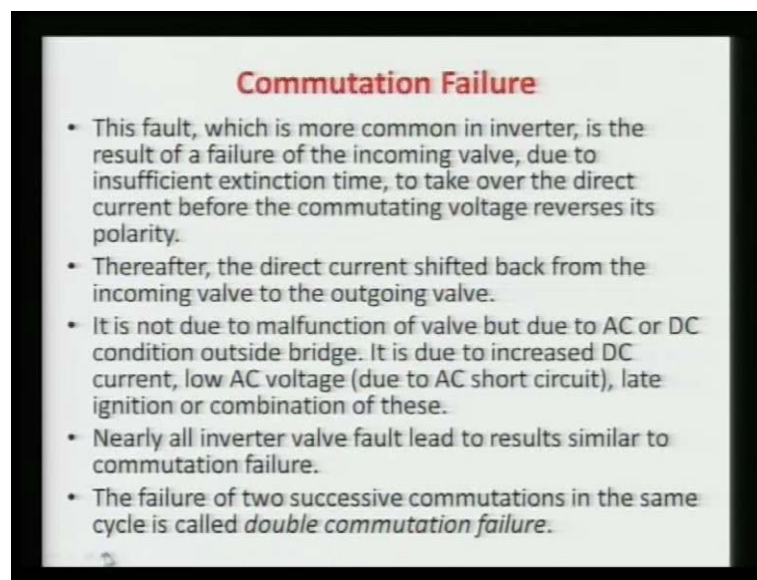 Commutation Failure
• This fault, which is more common in inverter, is the
result of a failure of the incoming valve, due to
insufficient extinction time, to take over the direct
current before the commutating voltage reverses its
polarity.
• Thereafter, the direct current shifted back from the
incoming valve to the outgoing valve.
• It is not due to malfunction of valve but due to AC or DC
condition outside bridge. It is due to increased DC
current, low AC voltage (due to AC short circuit), late
ignition or combination of these.
• Nearly all inverter valve fault lead to results similar to
commutation failure.
• The failure of two successive commutations in the same
cycle is called double commutation failure.